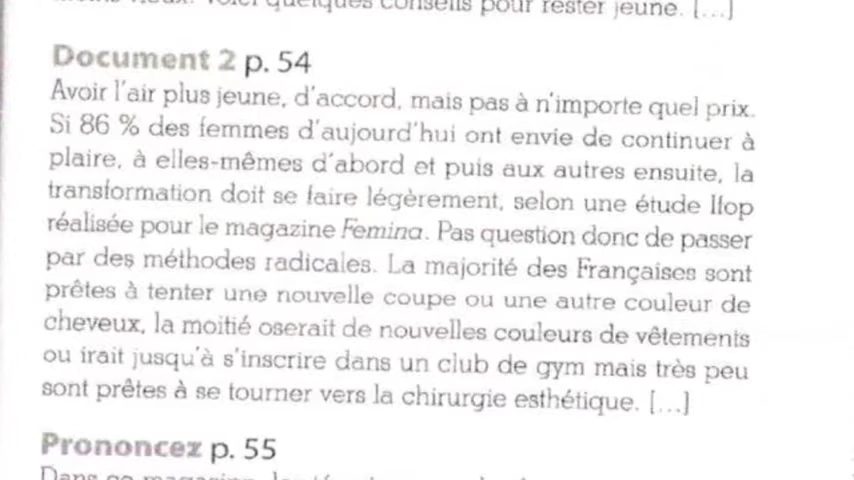 conseils pour rester jeune. [...]
Document 2 p. 54
Avoir l'air plus jeune, d'accord, mais pas à n'importe quel prix.
Si 86 % des femmes d'aujourd'hui ont envie de continuer à
plaire, à elles-mêmes d'abord et puis aux autres ensuite, la
transformation doit se faire légèrement, selon une étude Ifop
réalisée pour le magazine Femina. Pas question donc de passer
par des méthodes radicales. La majorité des Françaises sont
prêtes à tenter une nouvelle coupe ou une autre couleur de
cheveux, la moitié oserait de nouvelles couleurs de vêtements
ou irait jusqu'à s'inscrire dans un club de gym mais très peu
sont prêtes à se tourner vers la chirurgie esthétique. [...]
Prononcez p. 55